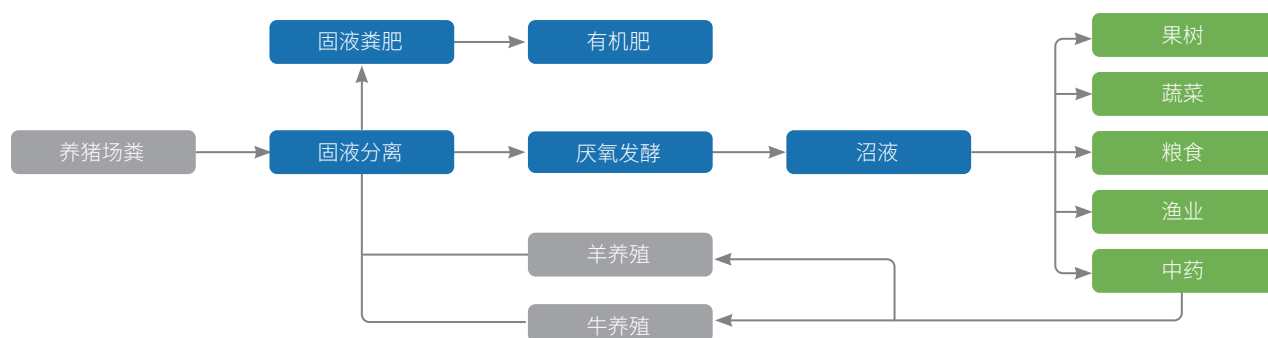 固液粪肥
有机肥
果树
蔬菜
养猪场粪
固液分离
厌氧发酵
沼液
粮食
渔业
羊养殖
中药
牛养殖